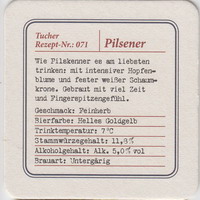 Tucher
Rezept-Nr.: 071 Pilsener
Wie Pilskenner es am liebsten
trinken: mit intensiver Hopfen-
blume und fester weißer Schaum-
krone. Gebraut mit viel Zeit
und Fingerspitzengefühl.
Geschmack: Feinherb
Bierfarbe: Helles Goldgelb
Trinktemperatur: 7°C
Stammwürzegehalt: 11,8%
Alkoholgehalt: Alk. 5,0% vol
Brauart: Untergärig